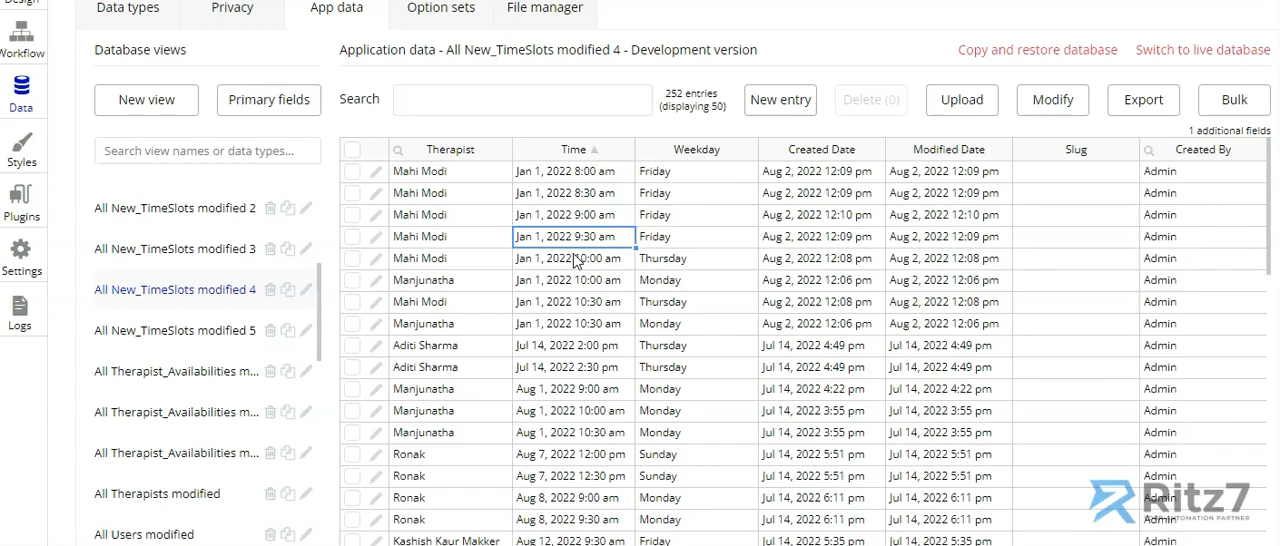 Design
Data types Privacy App data Option sets File manager
Workflow
Data
Styles
Plugins
Settings
Logs
Database views
New view Primary fields
Search view names or data types...
All New_TimeSlots modified 2
All New_TimeSlots modified 3
All New_TimeSlots modified 4
All New_TimeSlots modified 5
All Therapist_Availabilities m...
All Therapist_Availabilities m...
All Therapist_Availabilities m...
All Therapists modified
All Users modified
Application data - All New_TimeSlots modified 4 - Development version
Copy and restore database Switch to live database
Search 252 entries (displaying 50) New entry Delete (0) Upload Modify Export Bulk
1 additional fields
Therapist Time Weekday Created Date Modified Date Slug Created By
Mahi Modi Jan 1, 2022 8:00 am Friday Aug 2, 2022 12:09 pm Aug 2, 2022 12:09 pm Admin
Mahi Modi Jan 1, 2022 8:30 am Friday Aug 2, 2022 12:09 pm Aug 2, 2022 12:09 pm Admin
Mahi Modi Jan 1, 2022 9:00 am Friday Aug 2, 2022 12:10 pm Aug 2, 2022 12:10 pm Admin
Mahi Modi Jan 1, 2022 9:30 am Friday Aug 2, 2022 12:09 pm Aug 2, 2022 12:09 pm Admin
Mahi Modi Jan 1, 2022 10:00 am Thursday Aug 2, 2022 12:08 pm Aug 2, 2022 12:08 pm Admin
Manjunatha Jan 1, 2022 10:00 am Monday Aug 2, 2022 12:06 pm Aug 2, 2022 12:06 pm Admin
Mahi Modi Jan 1, 2022 10:30 am Thursday Aug 2, 2022 12:08 pm Aug 2, 2022 12:08 pm Admin
Manjunatha Jan 1, 2022 10:30 am Monday Aug 2, 2022 12:06 pm Aug 2, 2022 12:06 pm Admin
Aditi Sharma Jul 14, 2022 2:00 pm Thursday Jul 14, 2022 4:49 pm Jul 14, 2022 4:49 pm Admin
Aditi Sharma Jul 14, 2022 2:30 pm Thursday Jul 14, 2022 4:49 pm Jul 14, 2022 4:49 pm Admin
Manjunatha Aug 1, 2022 9:00 am Monday Jul 14, 2022 4:22 pm Jul 14, 2022 4:22 pm Admin
Manjunatha Aug 1, 2022 10:00 am Monday Jul 14, 2022 3:55 pm Jul 14, 2022 3:55 pm Admin
Manjunatha Aug 1, 2022 10:30 am Monday Jul 14, 2022 3:55 pm Jul 14, 2022 3:55 pm Admin
Ronak Aug 7, 2022 12:00 pm Sunday Jul 14, 2022 5:51 pm Jul 14, 2022 5:51 pm Admin
Ronak Aug 7, 2022 12:30 pm Sunday Jul 14, 2022 5:51 pm Jul 14, 2022 5:51 pm Admin
Ronak Aug 8, 2022 9:00 am Monday Jul 14, 2022 6:11 pm Jul 14, 2022 6:11 pm Admin
Ronak Aug 8, 2022 9:30 am Monday Jul 14, 2022 6:11 pm Jul 14, 2022 6:11 pm Admin
Kashish Kaur Makker Aug 12, 2022 9:30 am Friday Jul 14, 2022 5:35 pm Jul 14, 2022 5:35 pm Admin
Ritz7
AUTOMATION PARTNER